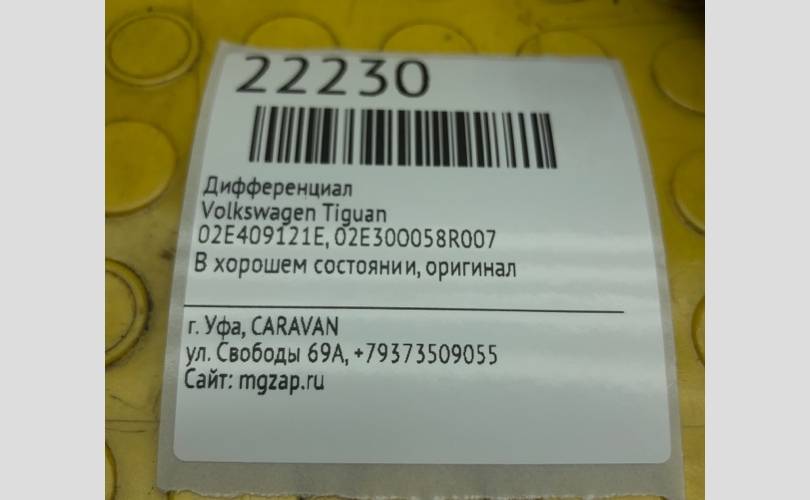 22230
Дифференциал
Volkswagen Tiguan
02E409121E, 02E300058R007
В хорошем состоянии, оригинал
г. Уфа, CARAVAN
ул. Свободы 69А, +79373509055
Сайт: mgzap.ru